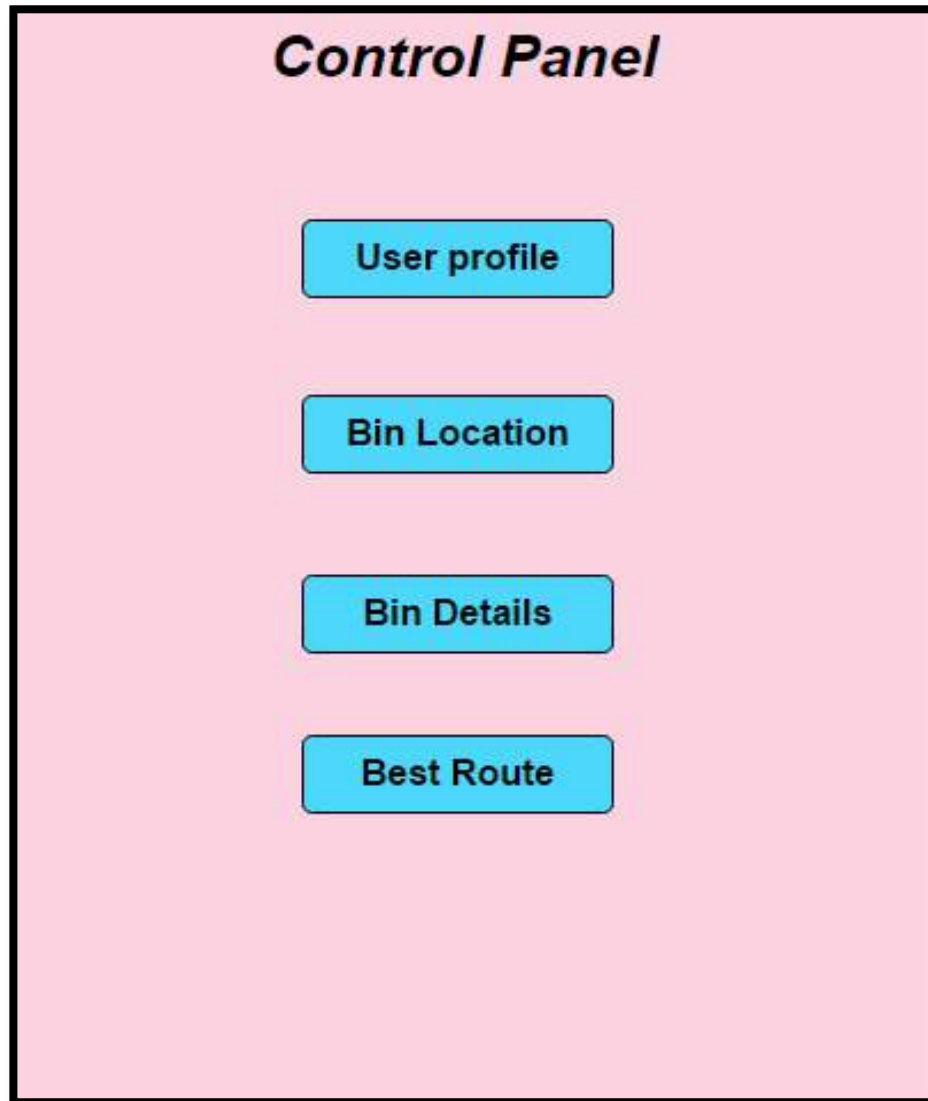 Control Panel
User profile
Bin Location
Bin Details
Best Route